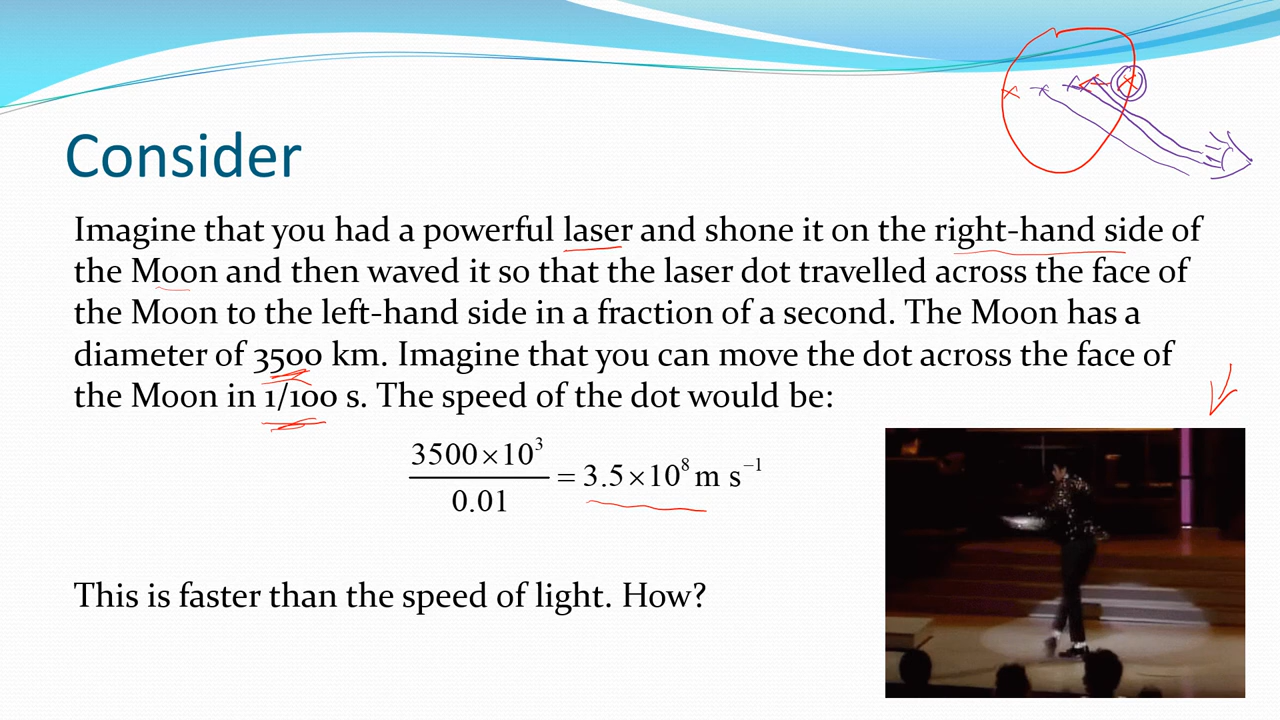 Consider
Imagine that you had a powerful laser and shone it on the right-hand side of
the Moon and then waved it so that the laser dot travelled across the face of
the Moon to the left-hand side in a fraction of a second. The Moon has a
diameter of 3500 km. Imagine that you can move the dot across the face of
the Moon in 1/100 s. The speed of the dot would be:
3500×10³
0.01
= 3.5×10⁸ m s⁻¹
This is faster than the speed of light. How?